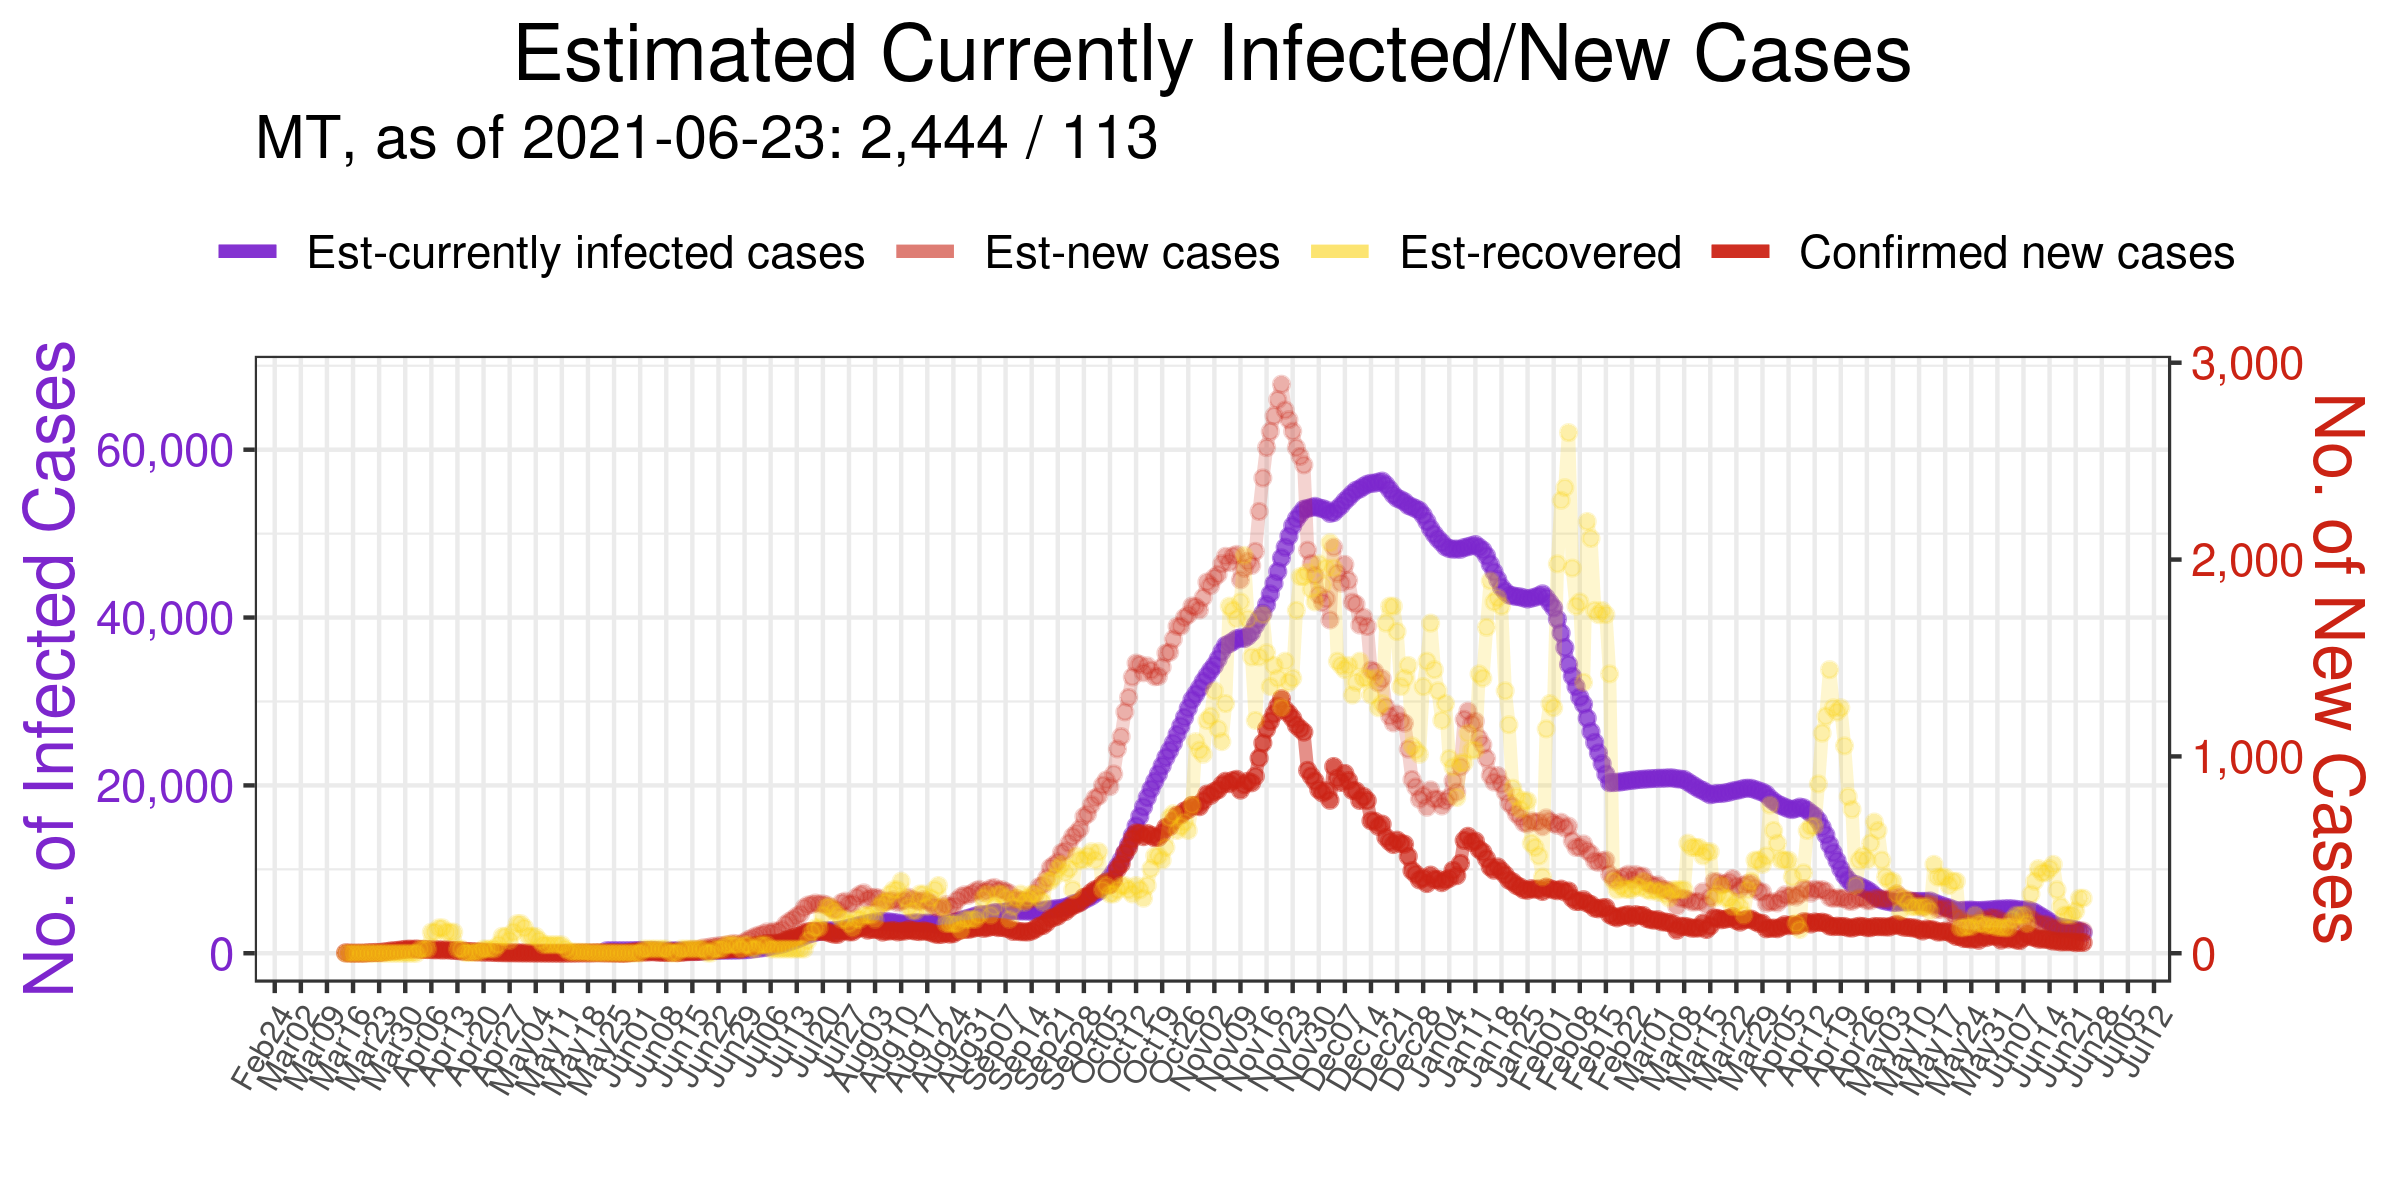 Estimated Currently Infected/New Cases
MT, as of 2021-06-23: 2,444 / 113
Est-currently infected cases Est-new cases Est-recovered Confirmed new cases
No. of Infected Cases
60,000
40,000
20,000
0
3,000
2,000
1,000
0
No. of New Cases
Feb24 Mar02 Mar09 Mar16 Mar23 Mar30 Apr06 Apr13 Apr20 Apr27 May04 May11 May18 May25 Jun01 Jun08 Jun15 Jun22 Jun29 Jul06 Jul13 Jul20 Jul27 Aug03 Aug10 Aug17 Aug24 Aug31 Sep07 Sep14 Sep21 Sep28 Oct05 Oct12 Oct19 Oct26 Nov02 Nov09 Nov16 Nov23 Nov30 Dec07 Dec14 Dec21 Dec28 Jan04 Jan11 Jan18 Jan25 Feb01 Feb08 Feb15 Feb22 Mar01 Mar08 Mar15 Mar22 Mar29 Apr05 Apr12 Apr19 Apr26 May03 May10 May17 May24 May31 Jun07 Jun14 Jun21 Jun28 Jul05 Jul12